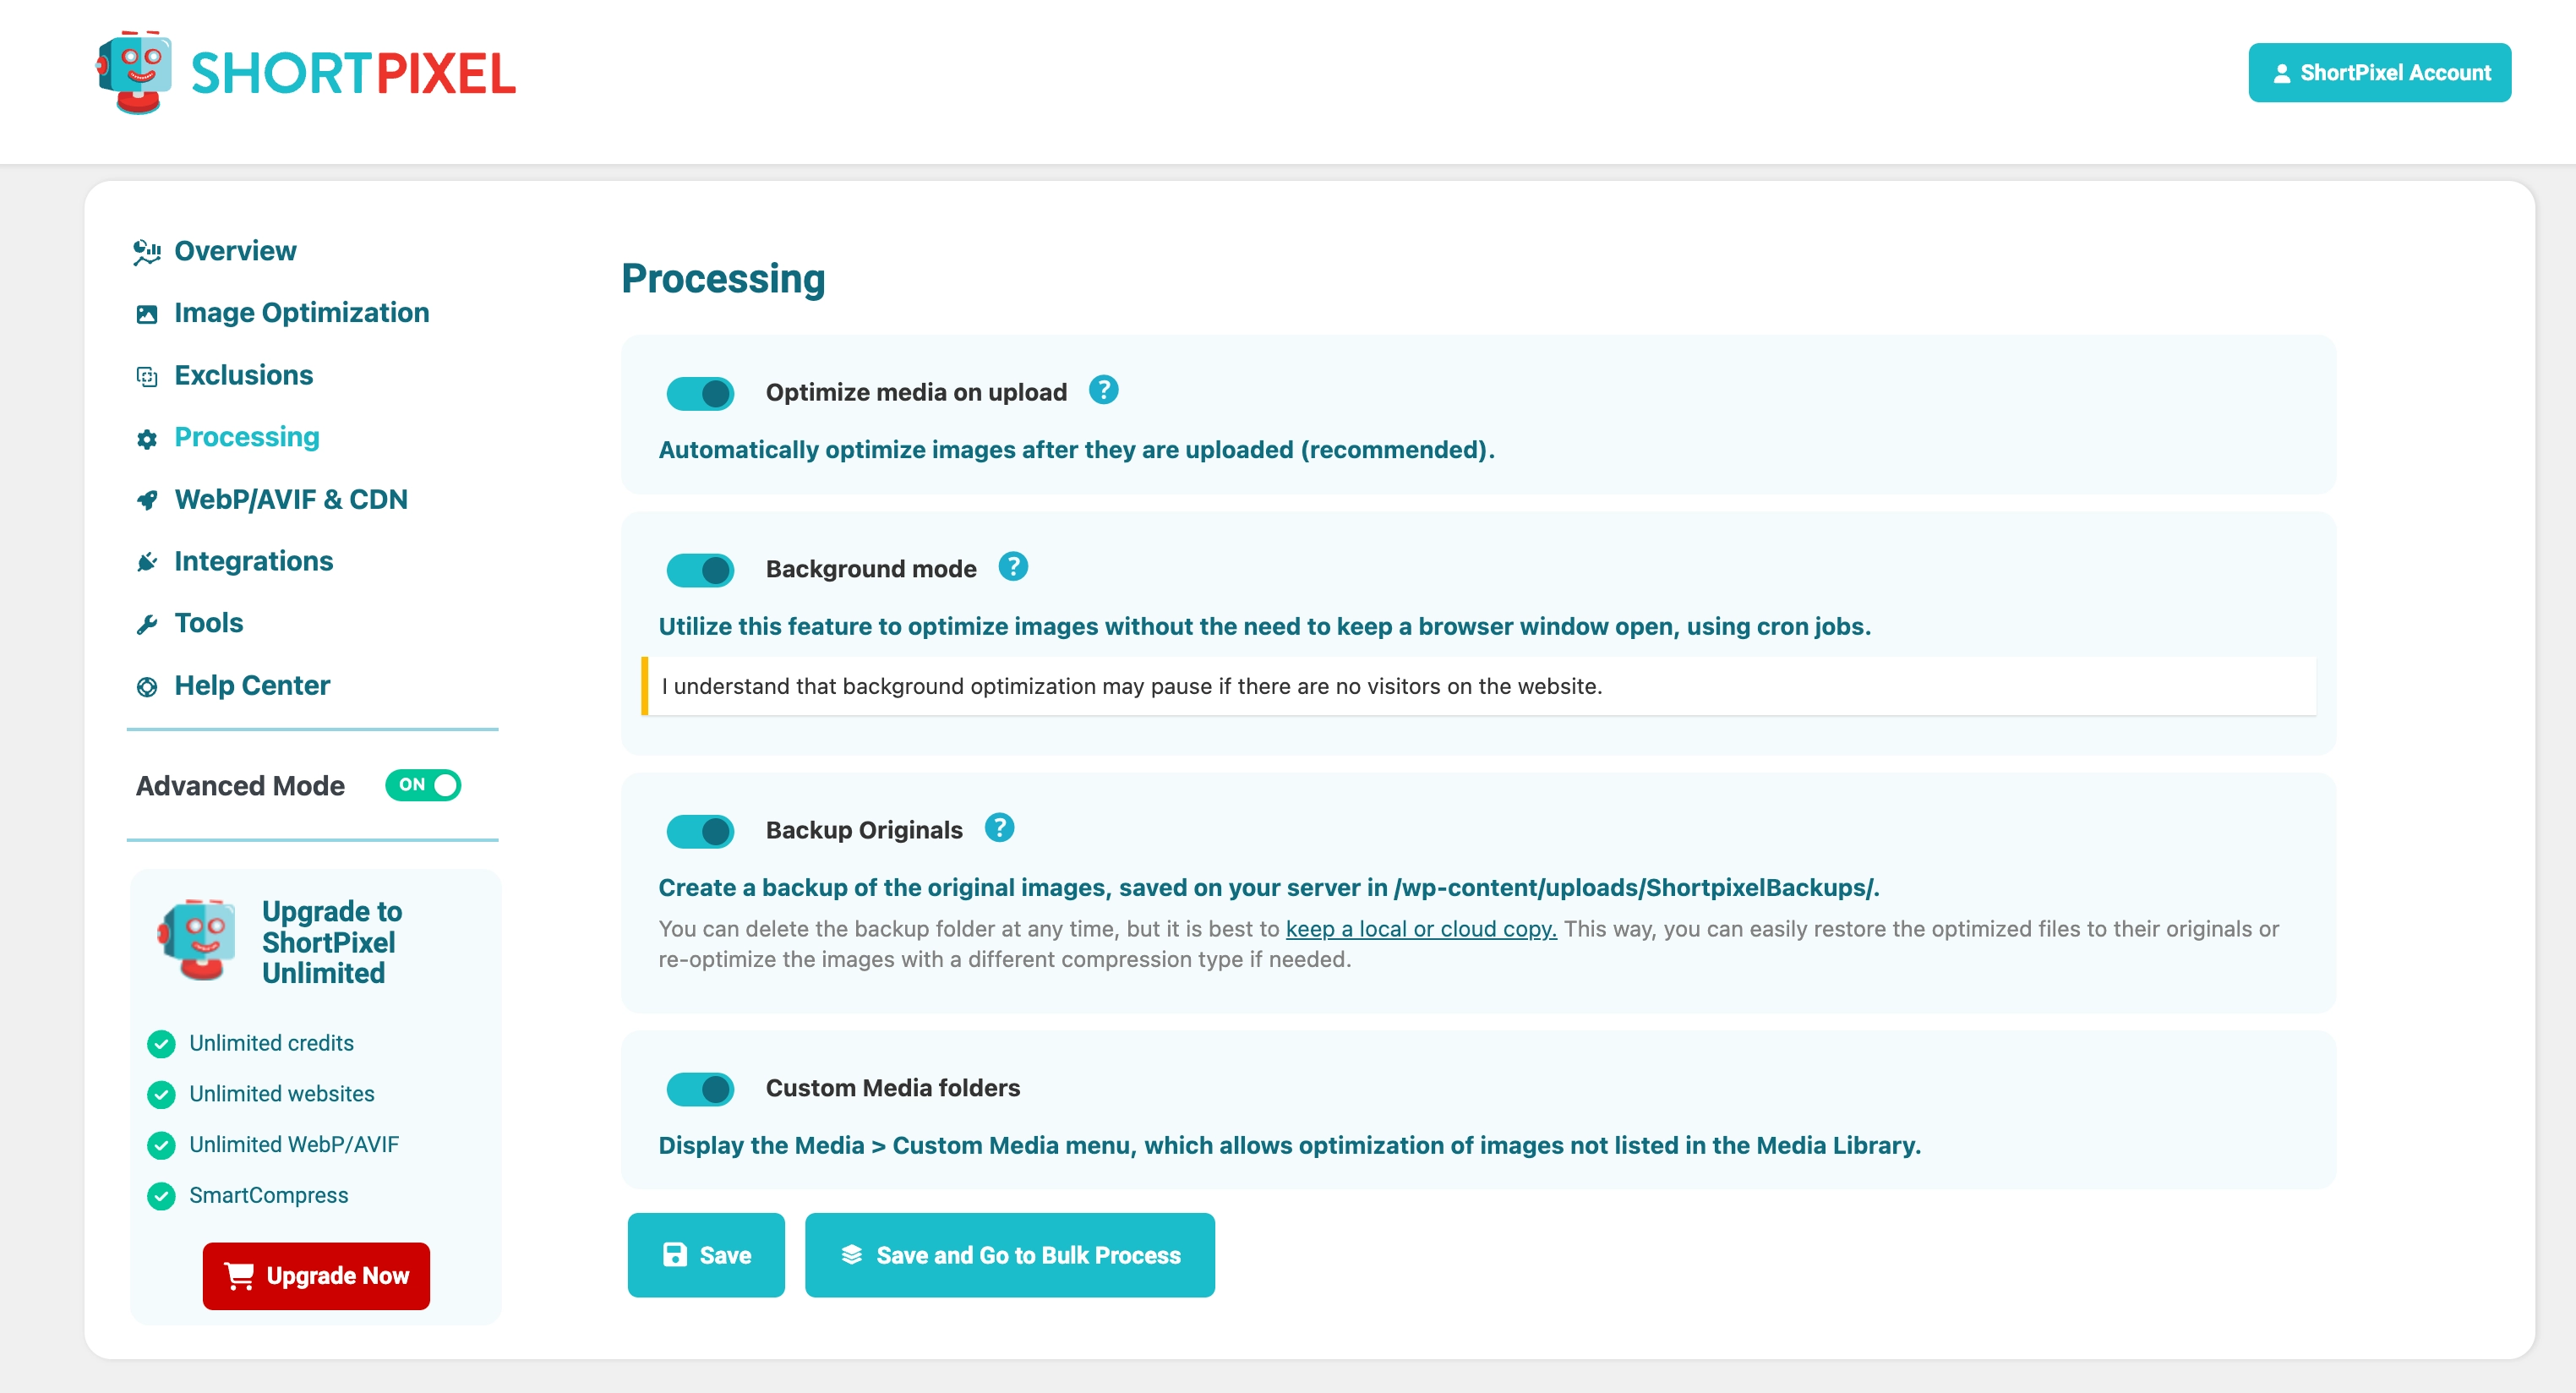 SHORTPIXEL
ShortPixel Account
Overview
Image Optimization
Exclusions
Processing
WebP/AVIF & CDN
Integrations
Tools
Help Center
Advanced Mode
ON
Upgrade to
ShortPixel
Unlimited
Unlimited credits
Unlimited websites
Unlimited WebP/AVIF
SmartCompress
Upgrade Now
Processing
Optimize media on upload ?
Automatically optimize images after they are uploaded (recommended).
Background mode ?
Utilize this feature to optimize images without the need to keep a browser window open, using cron jobs.
I understand that background optimization may pause if there are no visitors on the website.
Backup Originals ?
Create a backup of the original images, saved on your server in /wp-content/uploads/ShortpixelBackups/.
You can delete the backup folder at any time, but it is best to keep a local or cloud copy. This way, you can easily restore the optimized files to their originals or
re-optimize the images with a different compression type if needed.
Custom Media folders
Display the Media > Custom Media menu, which allows optimization of images not listed in the Media Library.
Save
Save and Go to Bulk Process